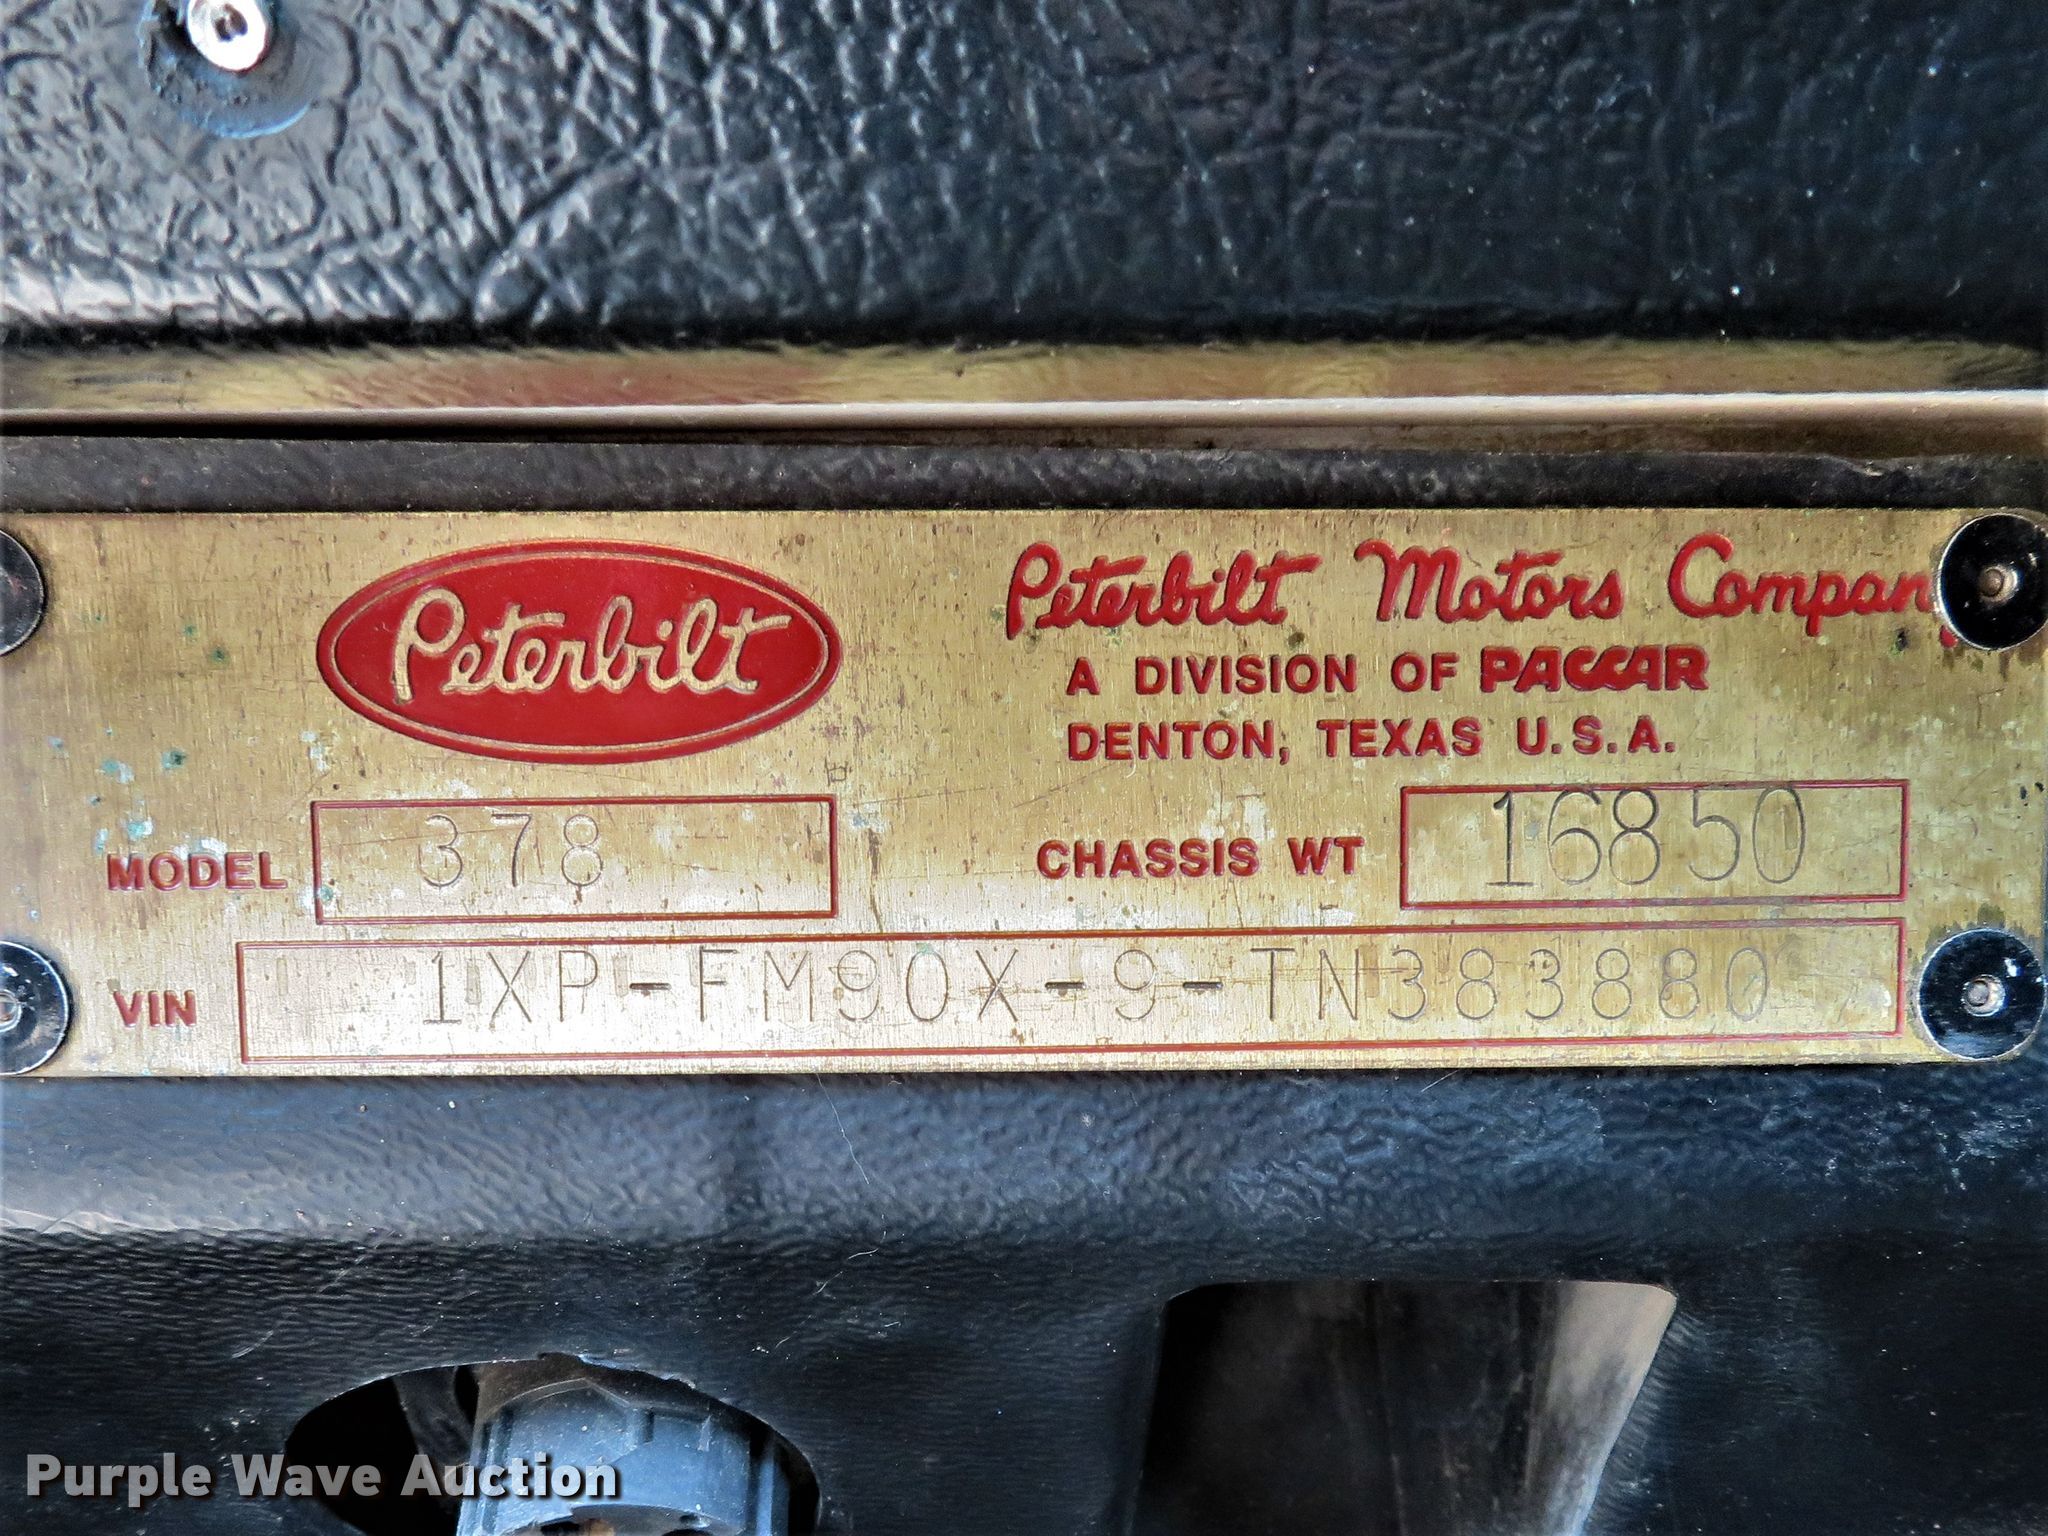 Peterbilt
Peterbilt Motors Company
A DIVISION OF PACCAR
DENTON, TEXAS U.S.A.
MODEL 378
CHASSIS WT 16850
VIN 1XP-FM90X-9-TN383880
Purple Wave Auction